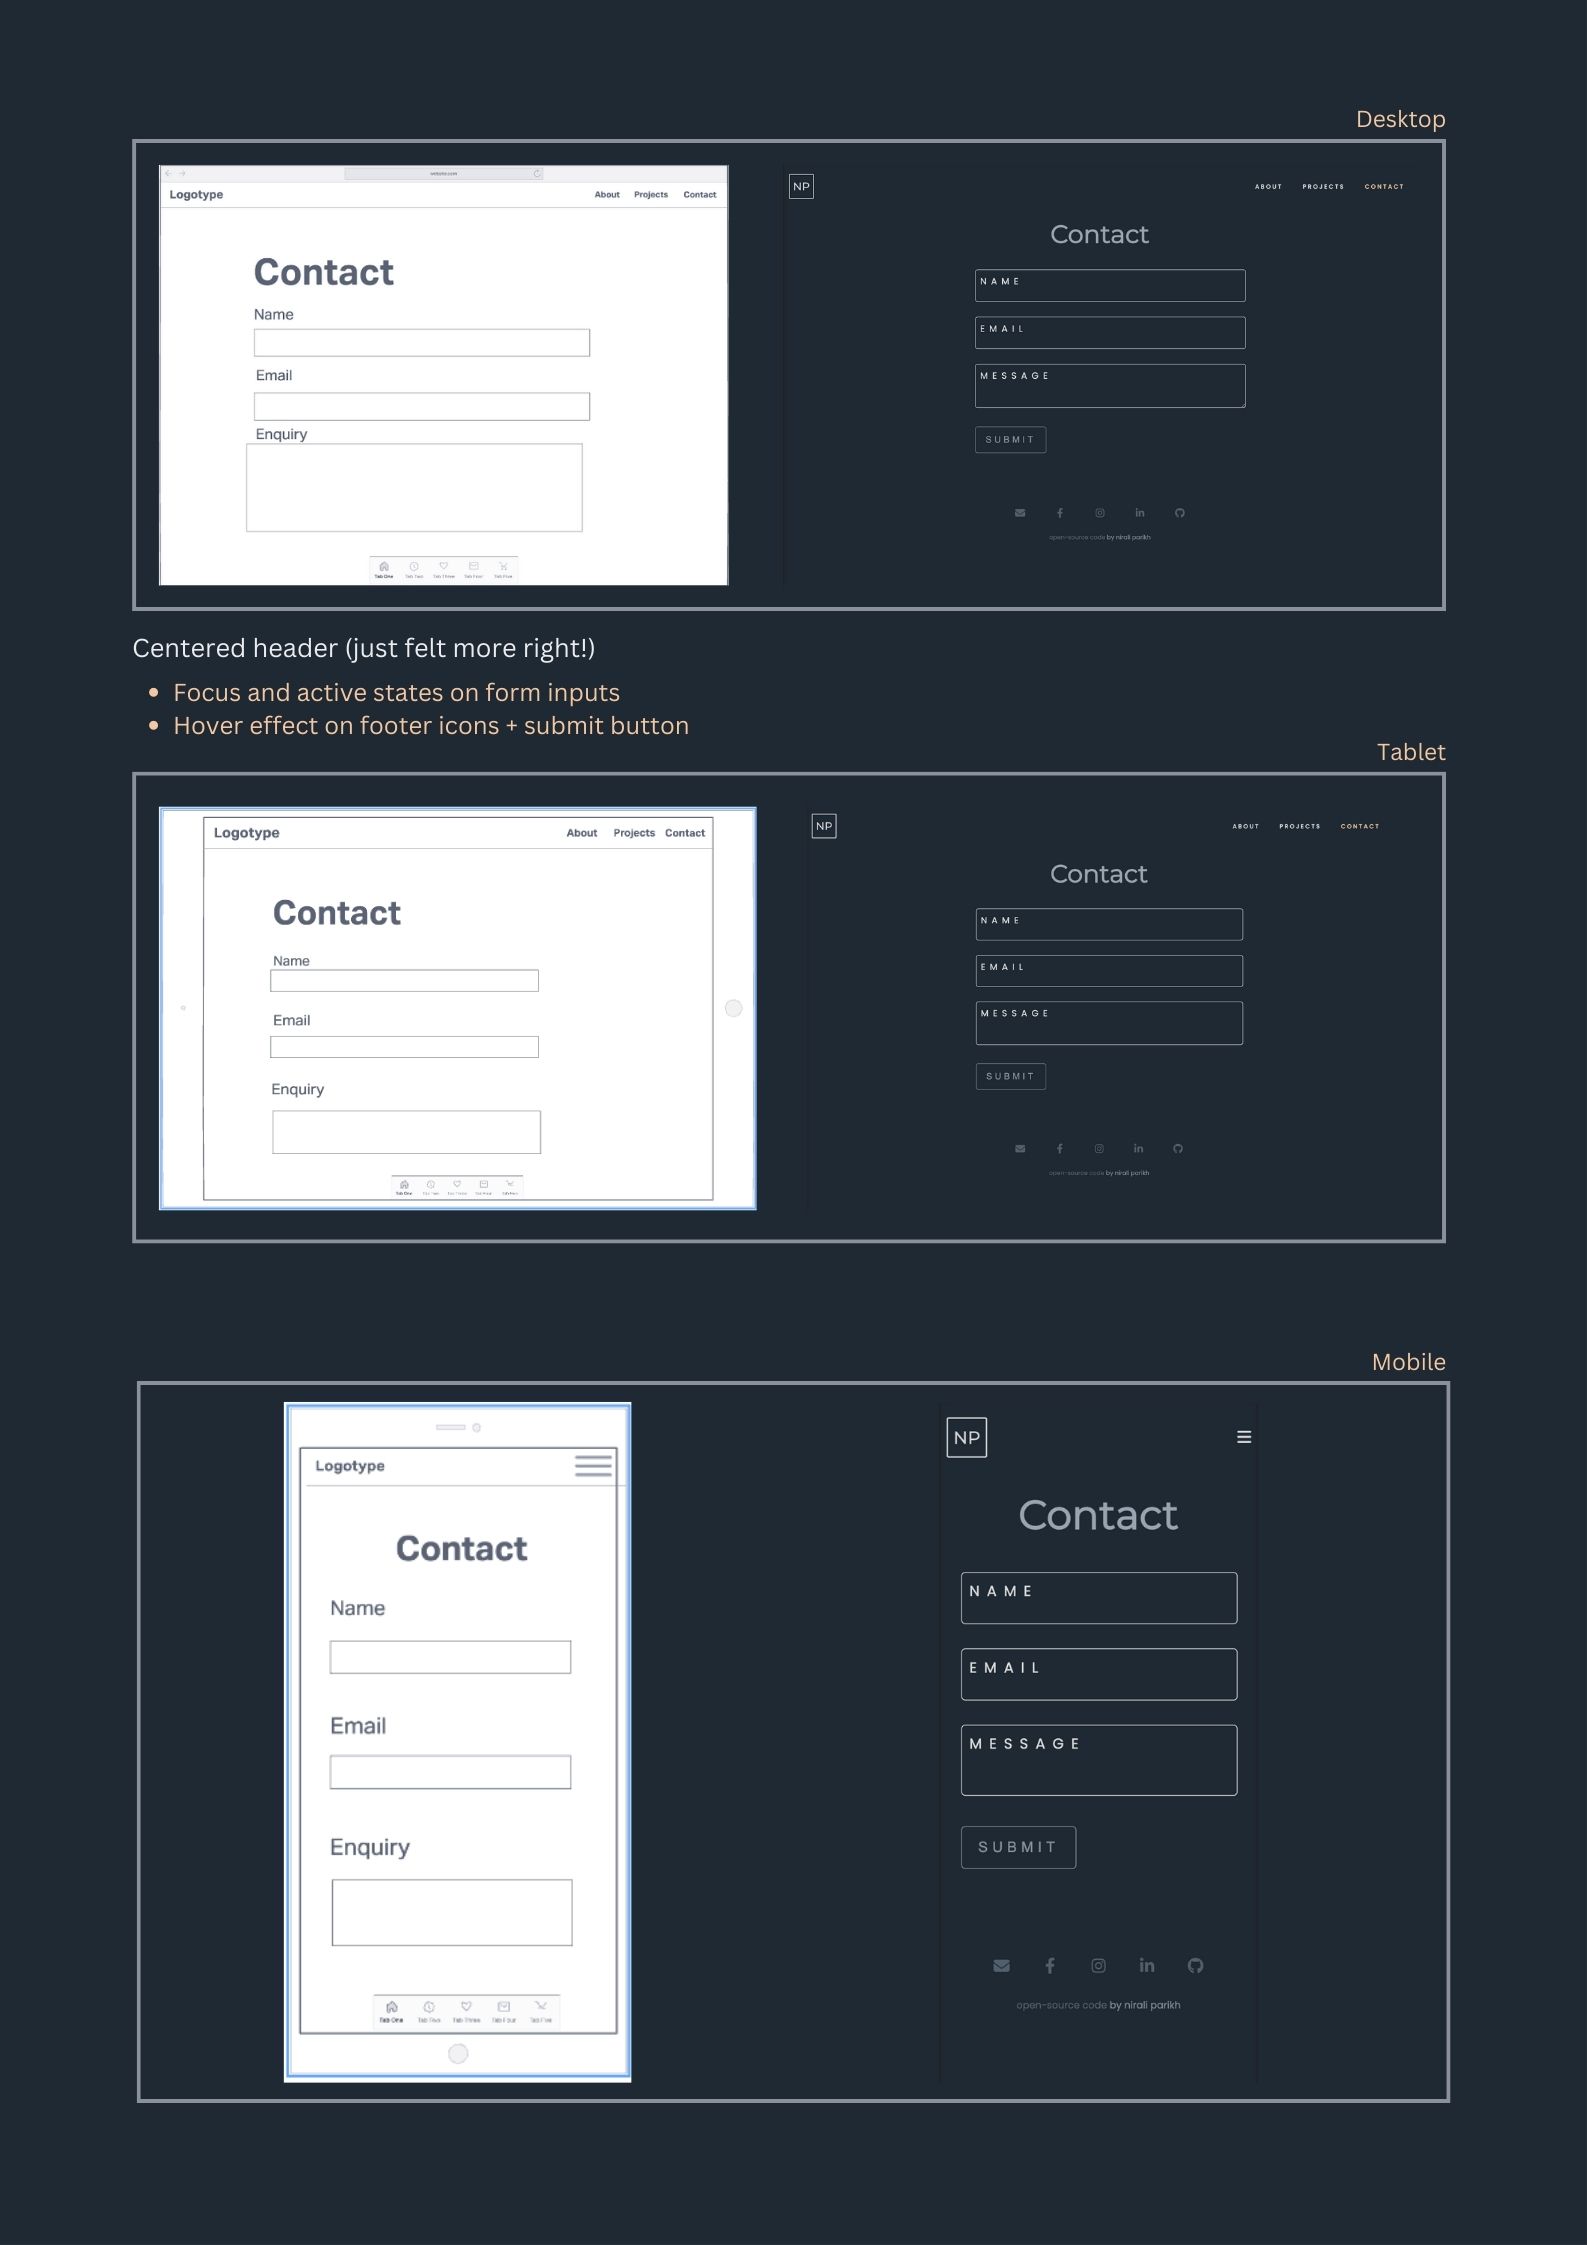 Desktop
website.com
Logotype
About Projects Contact
Contact
Name
Email
Enquiry
Tab One Tab Two Tab Three Tab Four Tab Five
NP
ABOUT PROJECTS CONTACT
Contact
NAME
EMAIL
MESSAGE
SUBMIT
open-source code by nirali parikh
Centered header (just felt more right!)
• Focus and active states on form inputs
• Hover effect on footer icons + submit button
Tablet
Logotype
About Projects Contact
Contact
Name
Email
Enquiry
Tab One Tab Two Tab Three Tab Four Tab Five
NP
ABOUT PROJECTS CONTACT
Contact
NAME
EMAIL
MESSAGE
SUBMIT
open-source code by nirali parikh
Mobile
Logotype
Contact
Name
Email
Enquiry
Tab One Tab Five Tab Three Tab Four Tab Five
NP
Contact
NAME
EMAIL
MESSAGE
SUBMIT
open-source code by nirali parikh